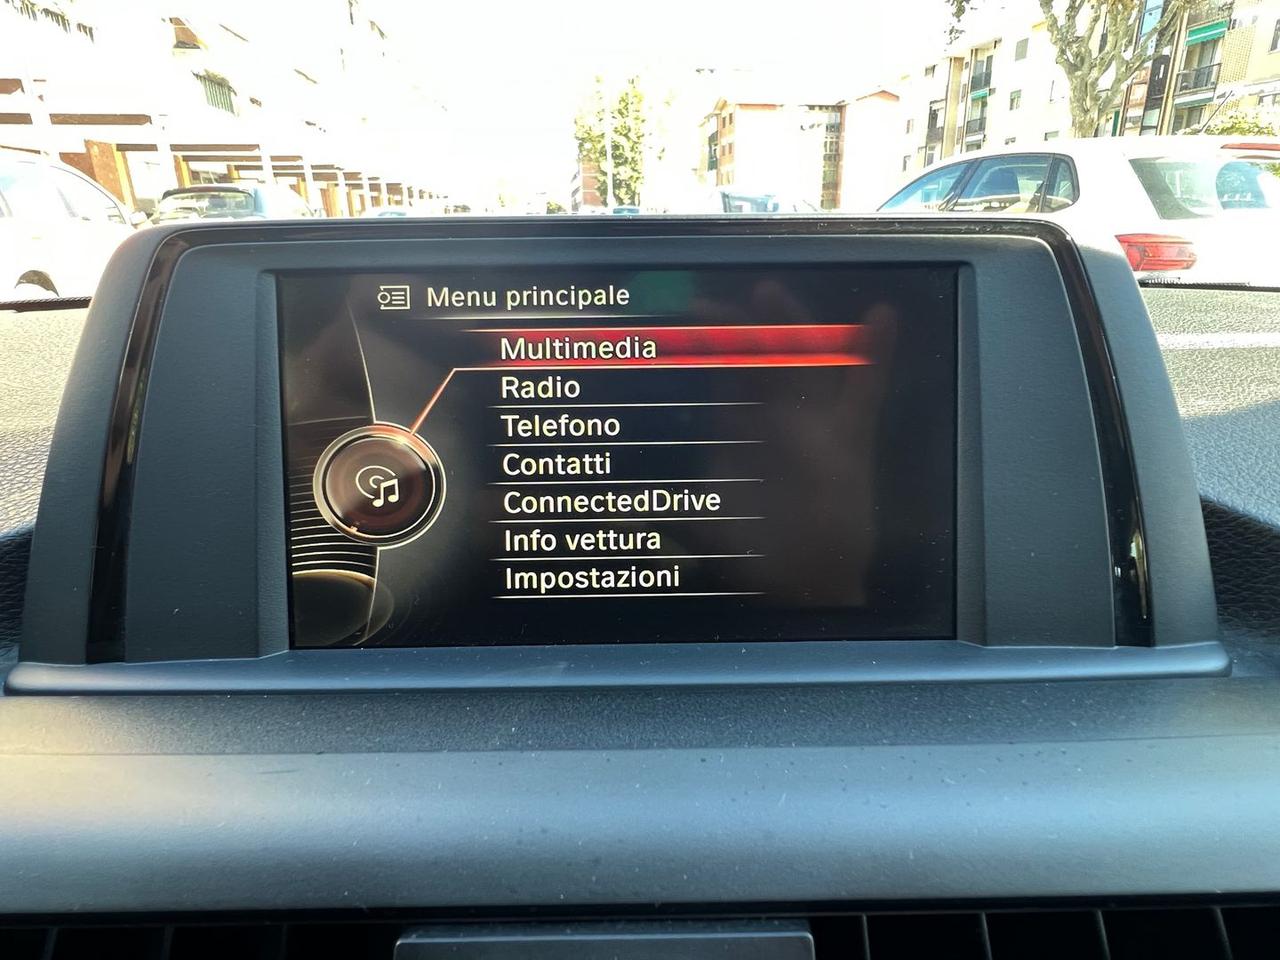 Menu principale
Multimedia
Radio
Telefono
Contatti
ConnectedDrive
Info vettura
Impostazioni